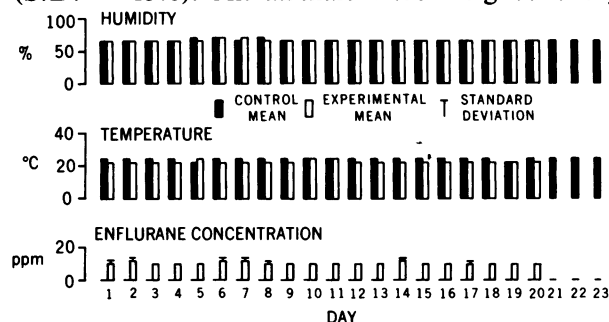 HUMIDITY
100
% 50
0
CONTROL MEAN EXPERIMENTAL MEAN STANDARD DEVIATION
TEMPERATURE
40
°C 20
0
ENFLURANE CONCENTRATION
20
ppm 10
0
1 2 3 4 5 6 7 8 9 10 11 12 13 14 15 16 17 18 19 20 21 22 23
DAY